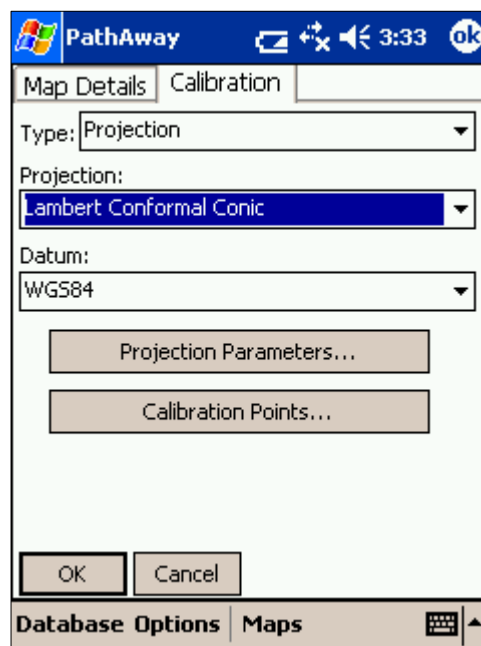 PathAway 3:33 ok
Map Details Calibration
Type: Projection
Projection:
Lambert Conformal Conic
Datum:
WGS84
Projection Parameters...
Calibration Points...
OK Cancel
Database Options Maps